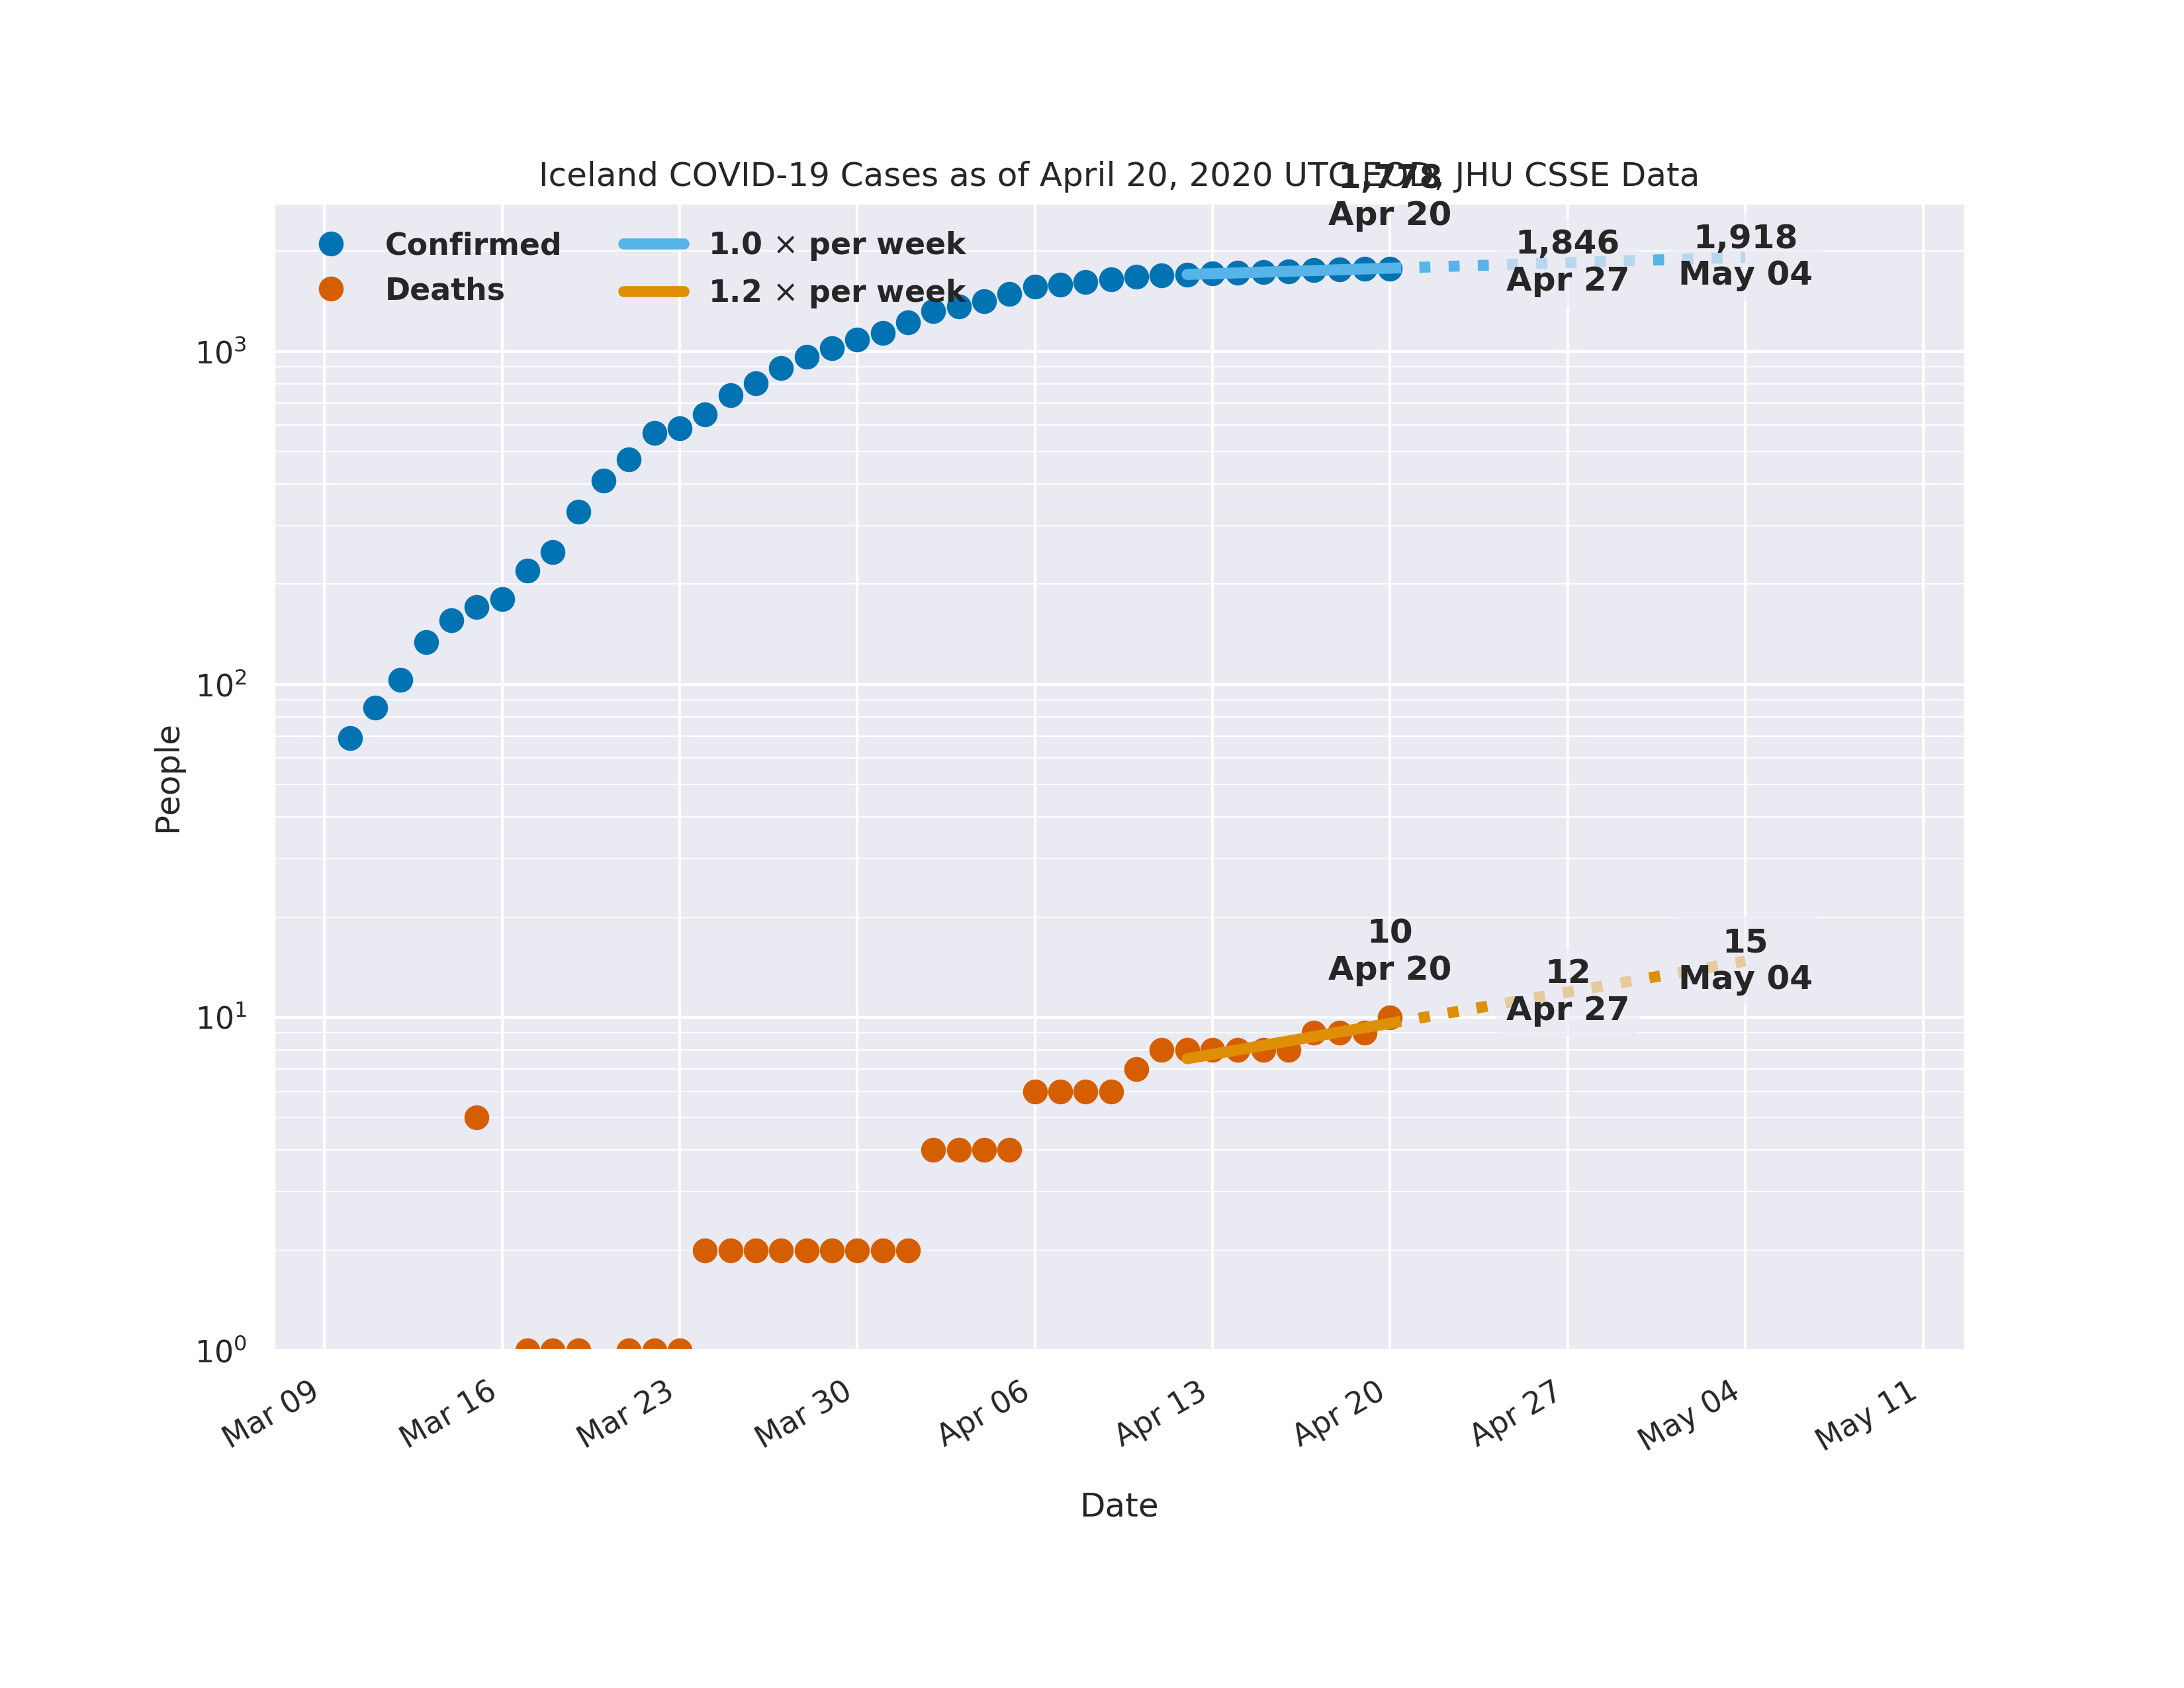 Iceland COVID-19 Cases as of April 20, 2020 UTC EOD, JHU CSSE Data
1,778
Apr 20
1,846
Apr 27
1,918
May 04
Confirmed
Deaths
1.0 × per week
1.2 × per week
10³
10²
10¹
10⁰
People
10
Apr 20
12
Apr 27
15
May 04
Mar 09
Mar 16
Mar 23
Mar 30
Apr 06
Apr 13
Apr 20
Apr 27
May 04
May 11
Date